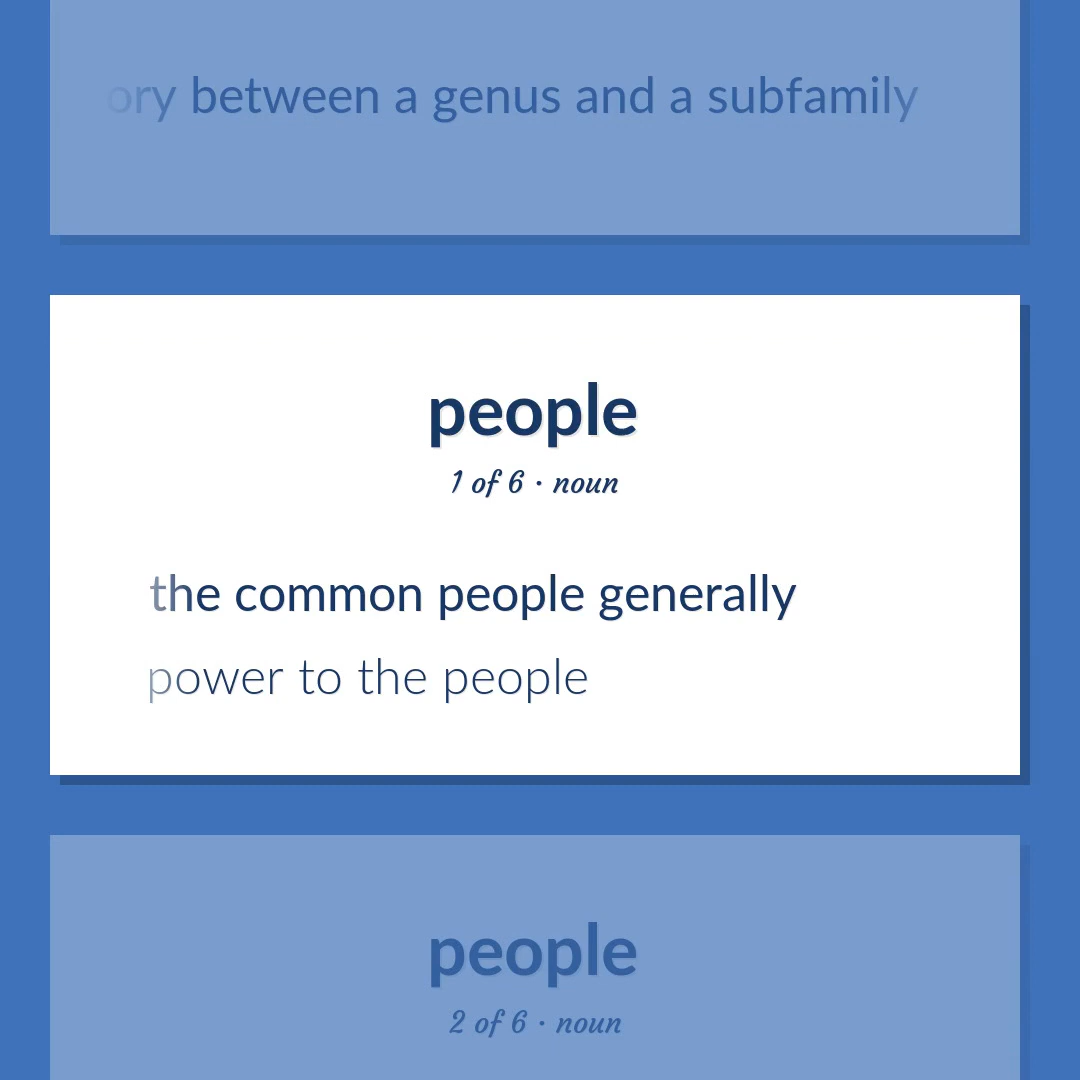 between a genus and a subfamily
people
1 of 6 · noun
the common people generally
power to the people
people
2 of 6 · noun